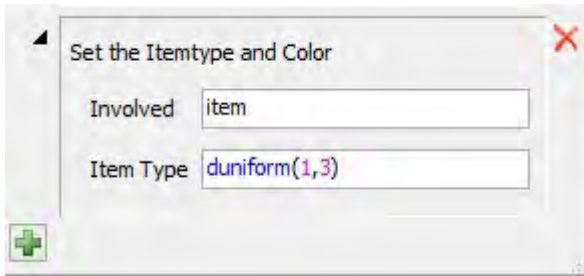 Set the Itemtype and Color
Involved item
Item Type duniform(1,3)